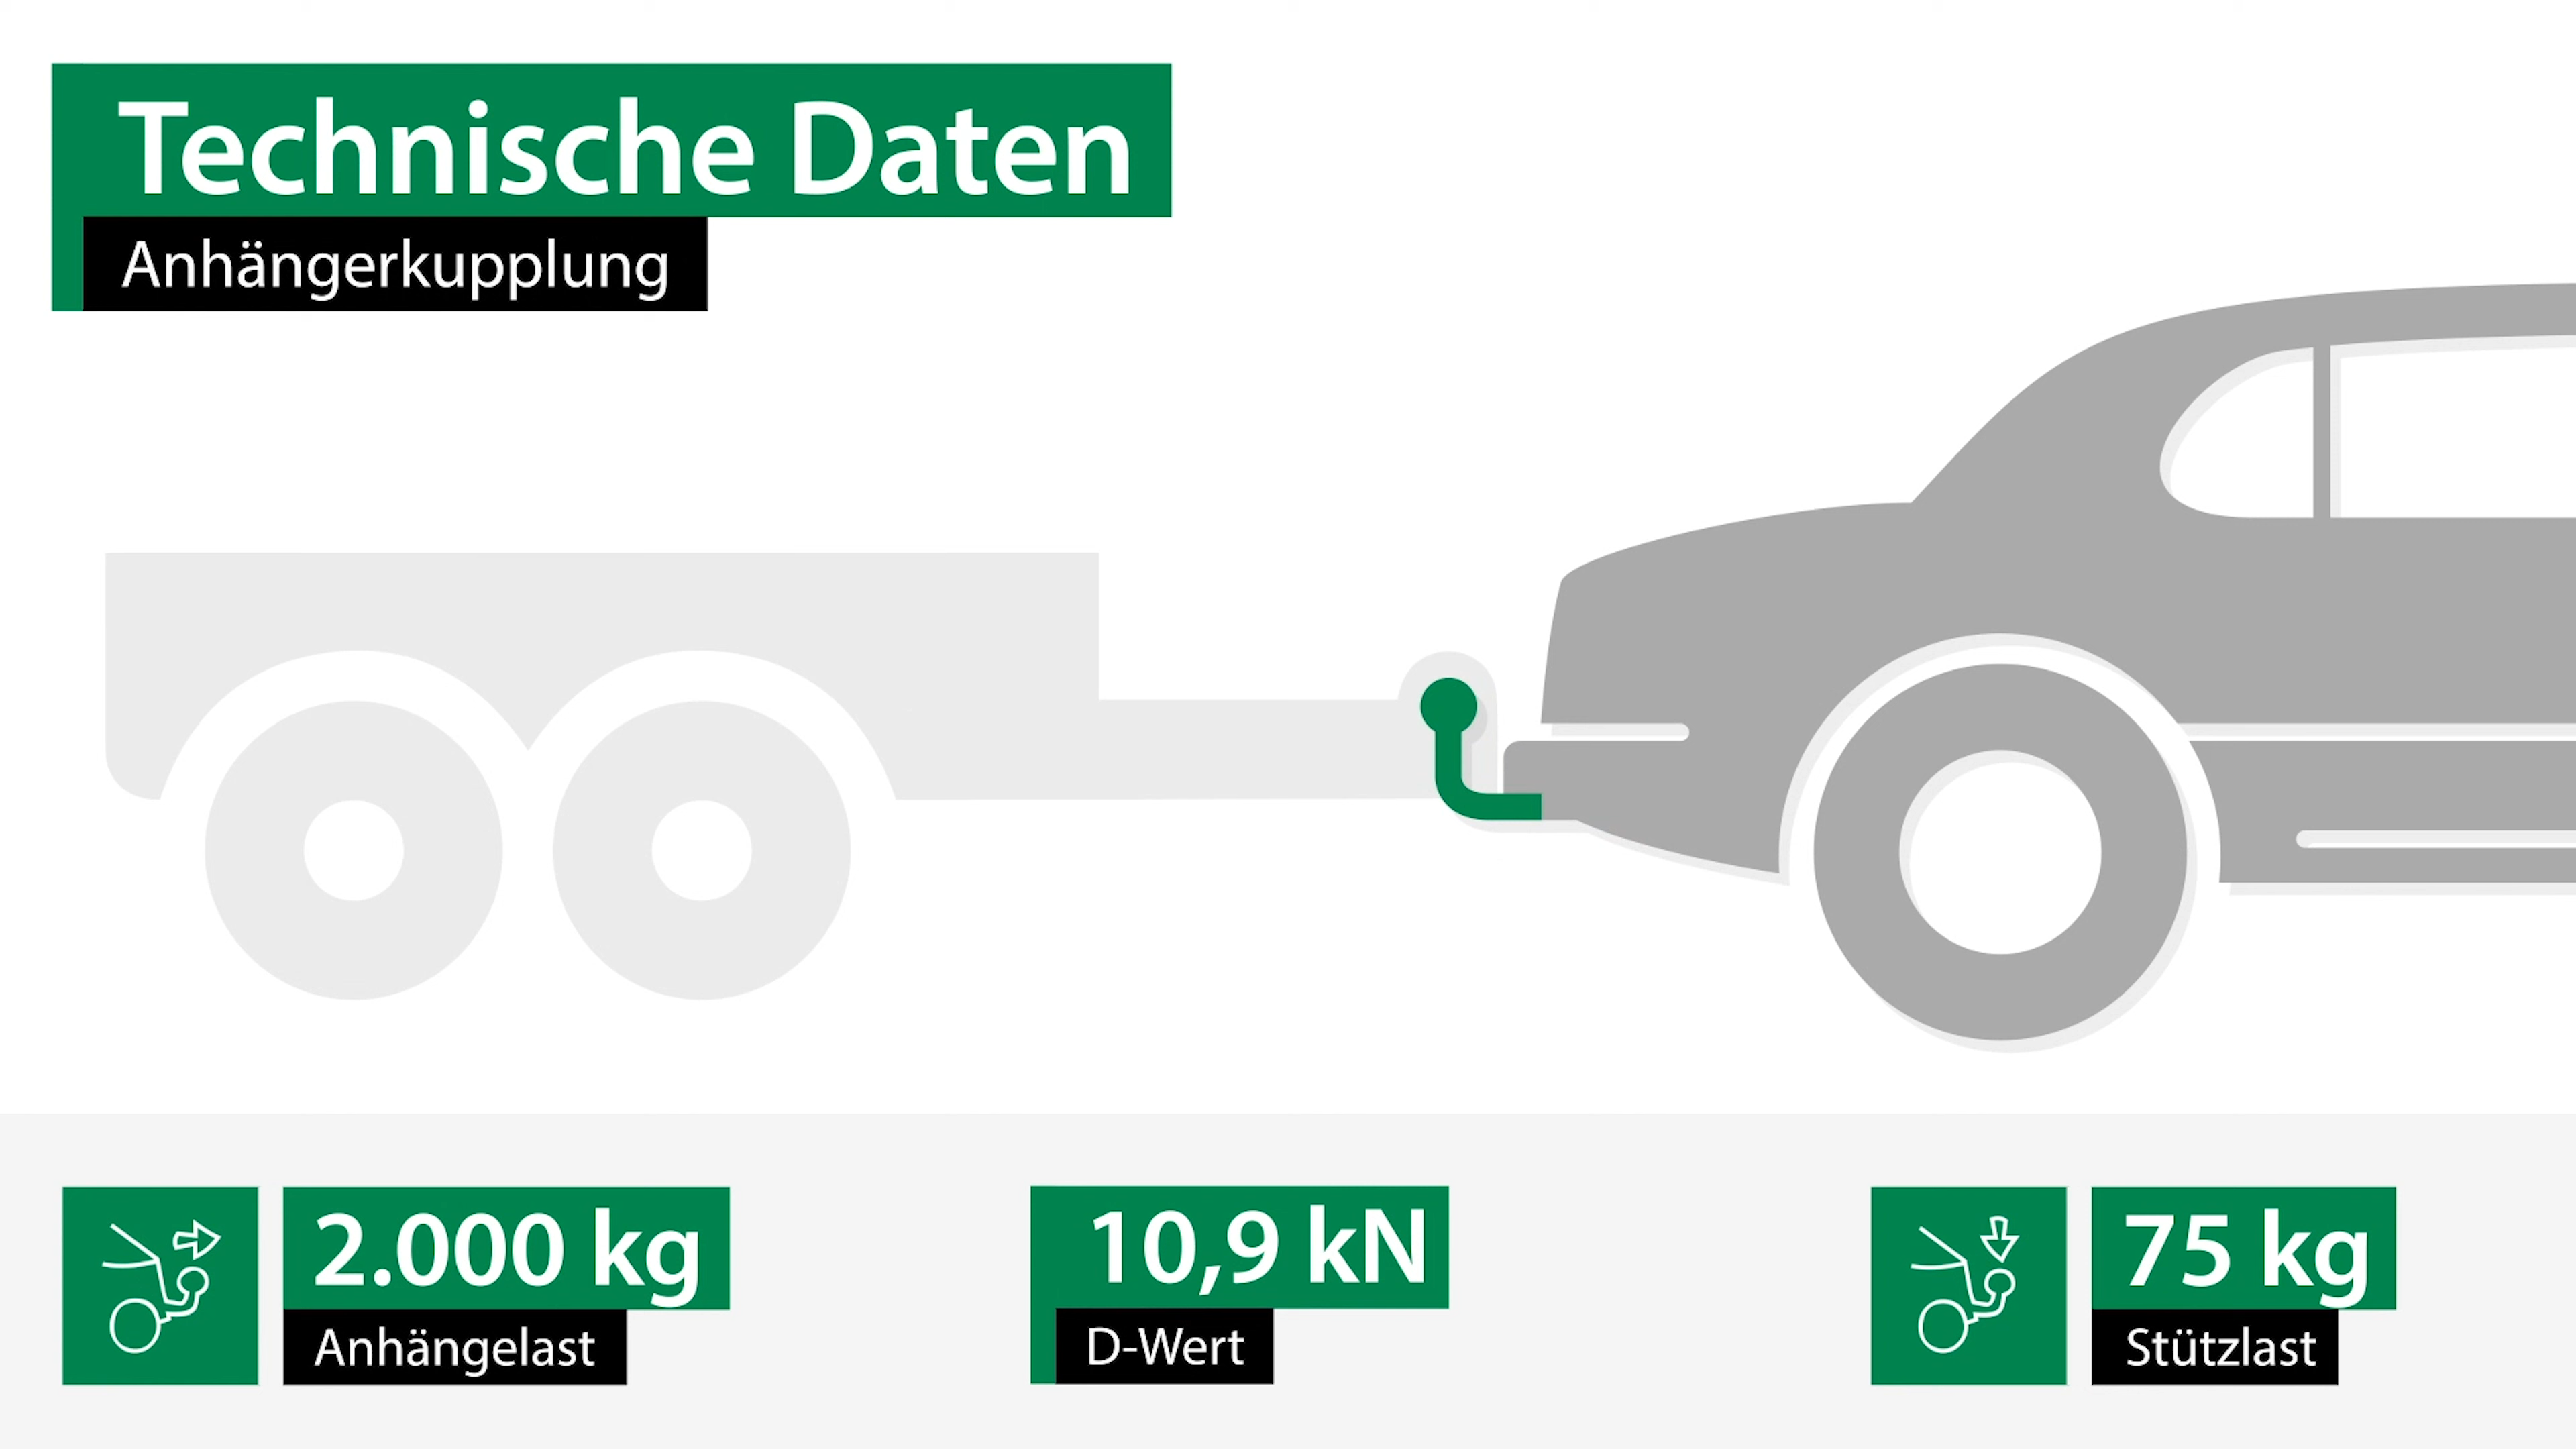 Technische Daten
Anhängerkupplung
2.000 kg
Anhängelast
10,9 kN
D-Wert
75 kg
Stützlast